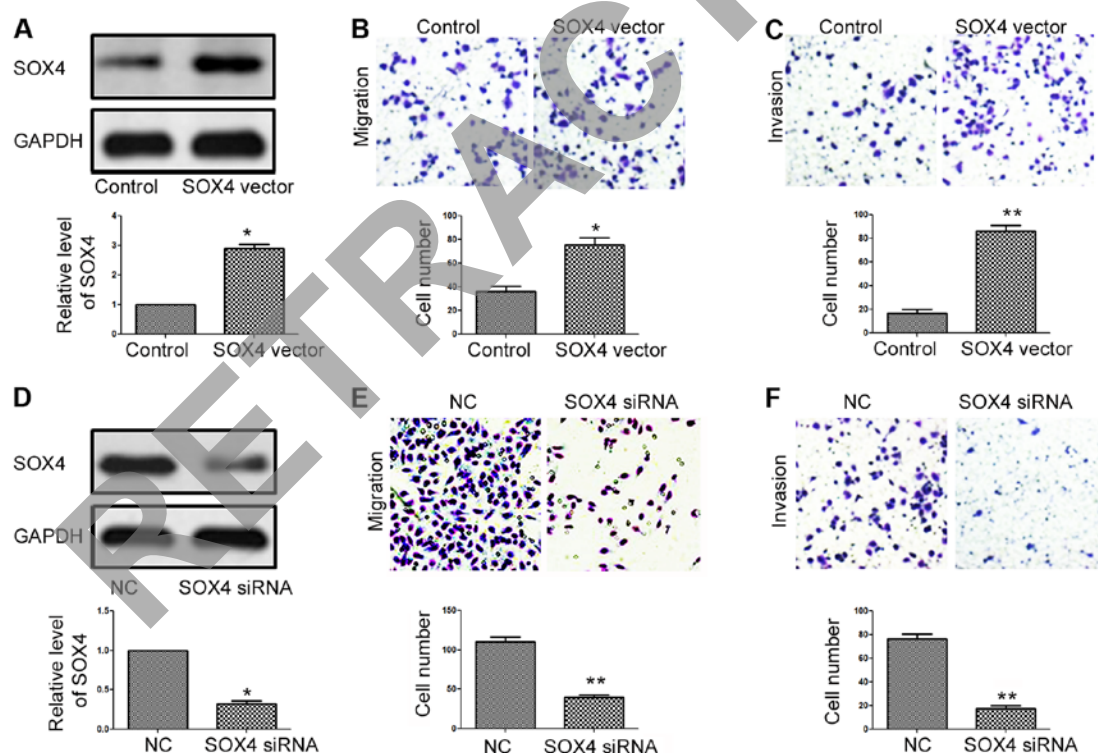 A
SOX4
GAPDH
Control SOX4 vector
Relative level
of SOX4
4
3
2
1
0
*
Control SOX4 vector
B
Control SOX4 vector
Migration
Cell number
100
80
60
40
20
0
*
Control SOX4 vector
C
Control SOX4 vector
Invasion
Cell number
100
80
60
40
20
0
**
Control SOX4 vector
D
SOX4
GAPDH
NC SOX4 siRNA
Relative level
of SOX4
1.5
1.0
0.5
0.0
*
NC SOX4 siRNA
E
NC SOX4 siRNA
Migration
Cell number
150
100
50
0
**
NC SOX4 siRNA
F
NC SOX4 siRNA
Invasion
Cell number
100
80
60
40
20
0
**
NC SOX4 siRNA
RETRACT